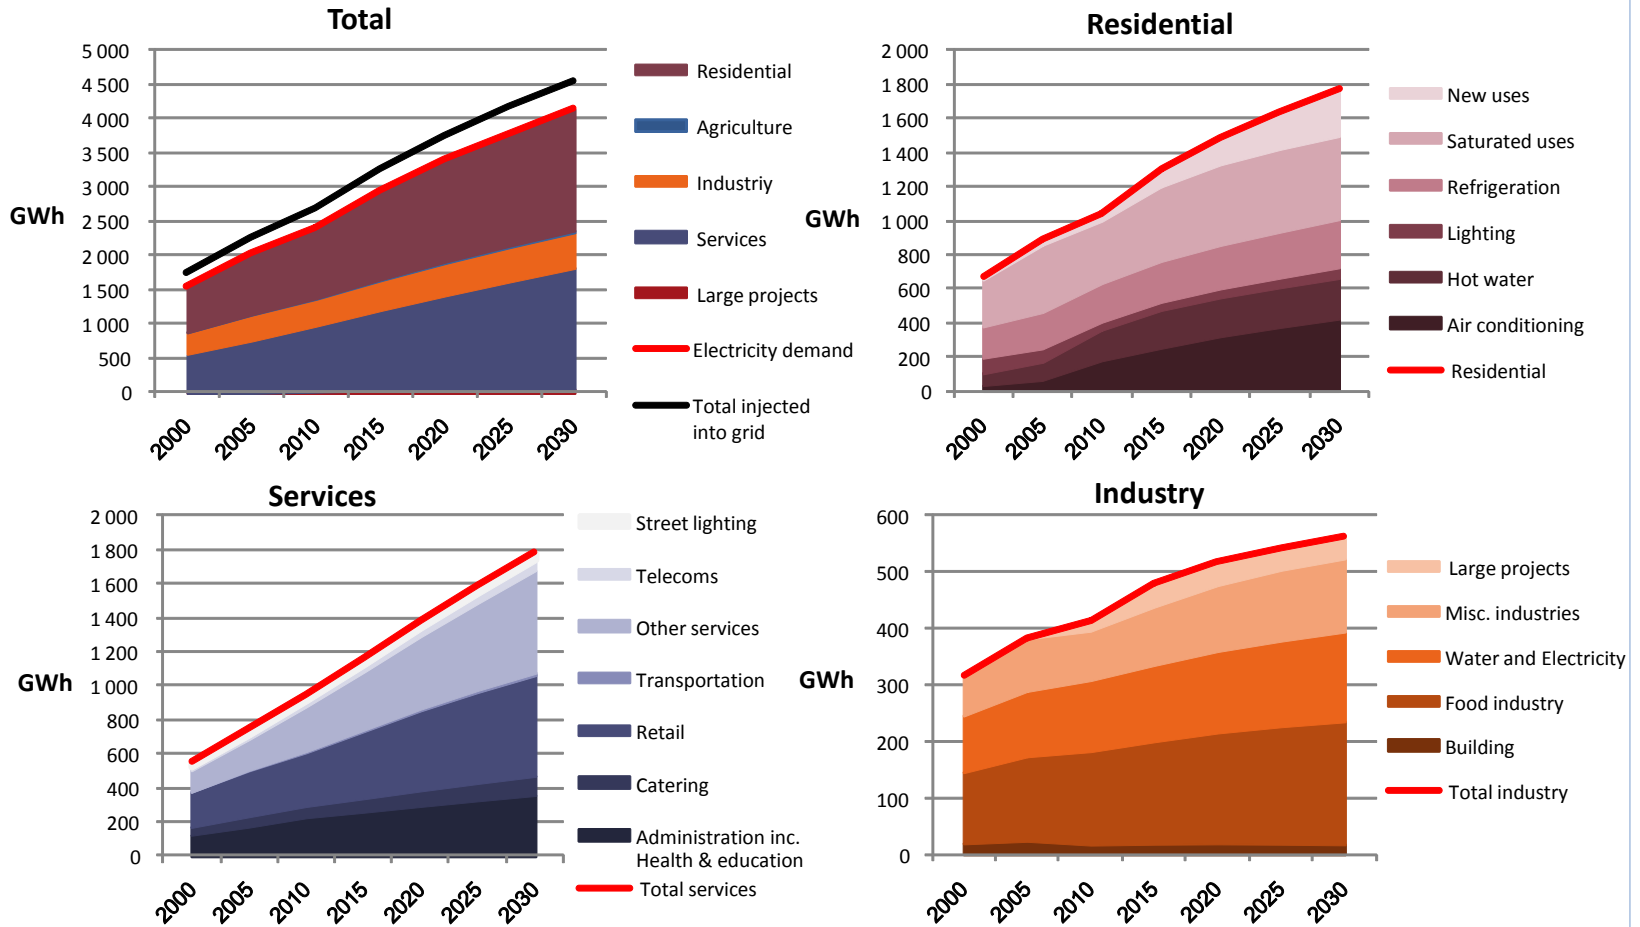 Total
5 000
4 500
4 000
3 500
3 000
2 500
2 000
1 500
1 000
500
0
GWh
2000
2005
2010
2015
2020
2025
2030
Residential
Agriculture
Industriy
Services
Large projects
Electricity demand
Total injected
into grid
Residential
2 000
1 800
1 600
1 400
1 200
1 000
800
600
400
200
0
GWh
2000
2005
2010
2015
2020
2025
2030
New uses
Saturated uses
Refrigeration
Lighting
Hot water
Air conditioning
Residential
Services
2 000
1 800
1 600
1 400
1 200
1 000
800
600
400
200
0
GWh
2000
2005
2010
2015
2020
2025
2030
Street lighting
Telecoms
Other services
Transportation
Retail
Catering
Administration inc.
Health & education
Total services
Industry
600
500
400
300
200
100
0
GWh
2000
2005
2010
2015
2020
2025
2030
Large projects
Misc. industries
Water and Electricity
Food industry
Building
Total industry